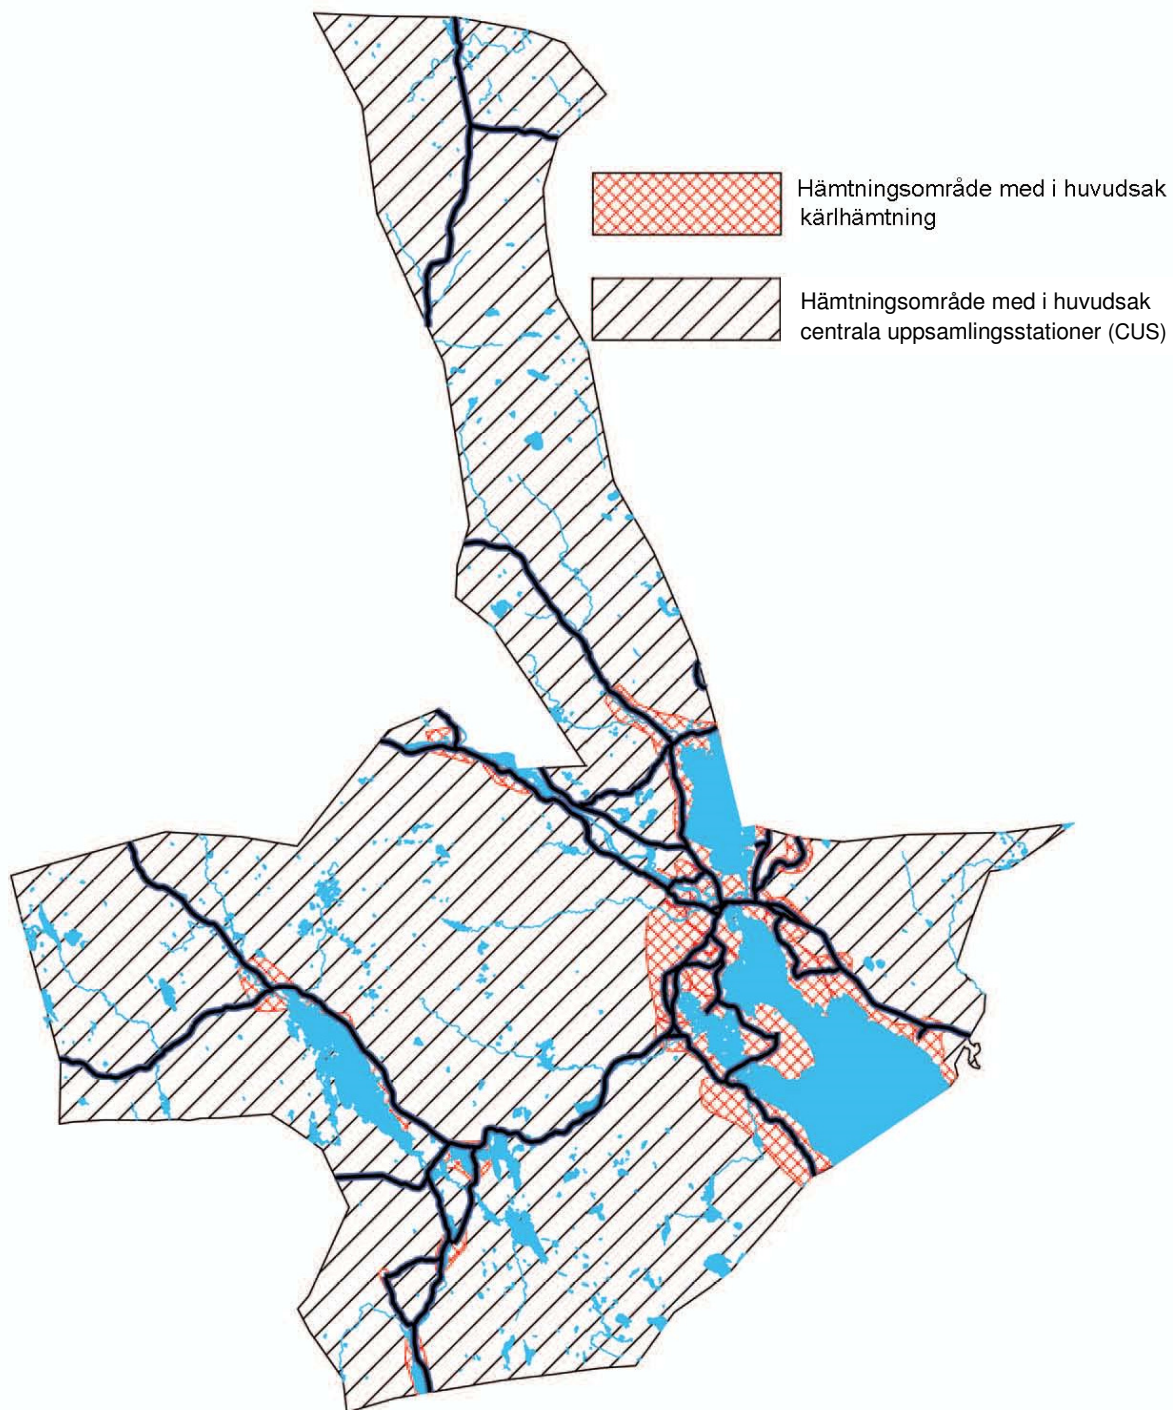 Hämtningsområde med i huvudsak
kärlhämtning
Hämtningsområde med i huvudsak
centrala uppsamlingsstationer (CUS)